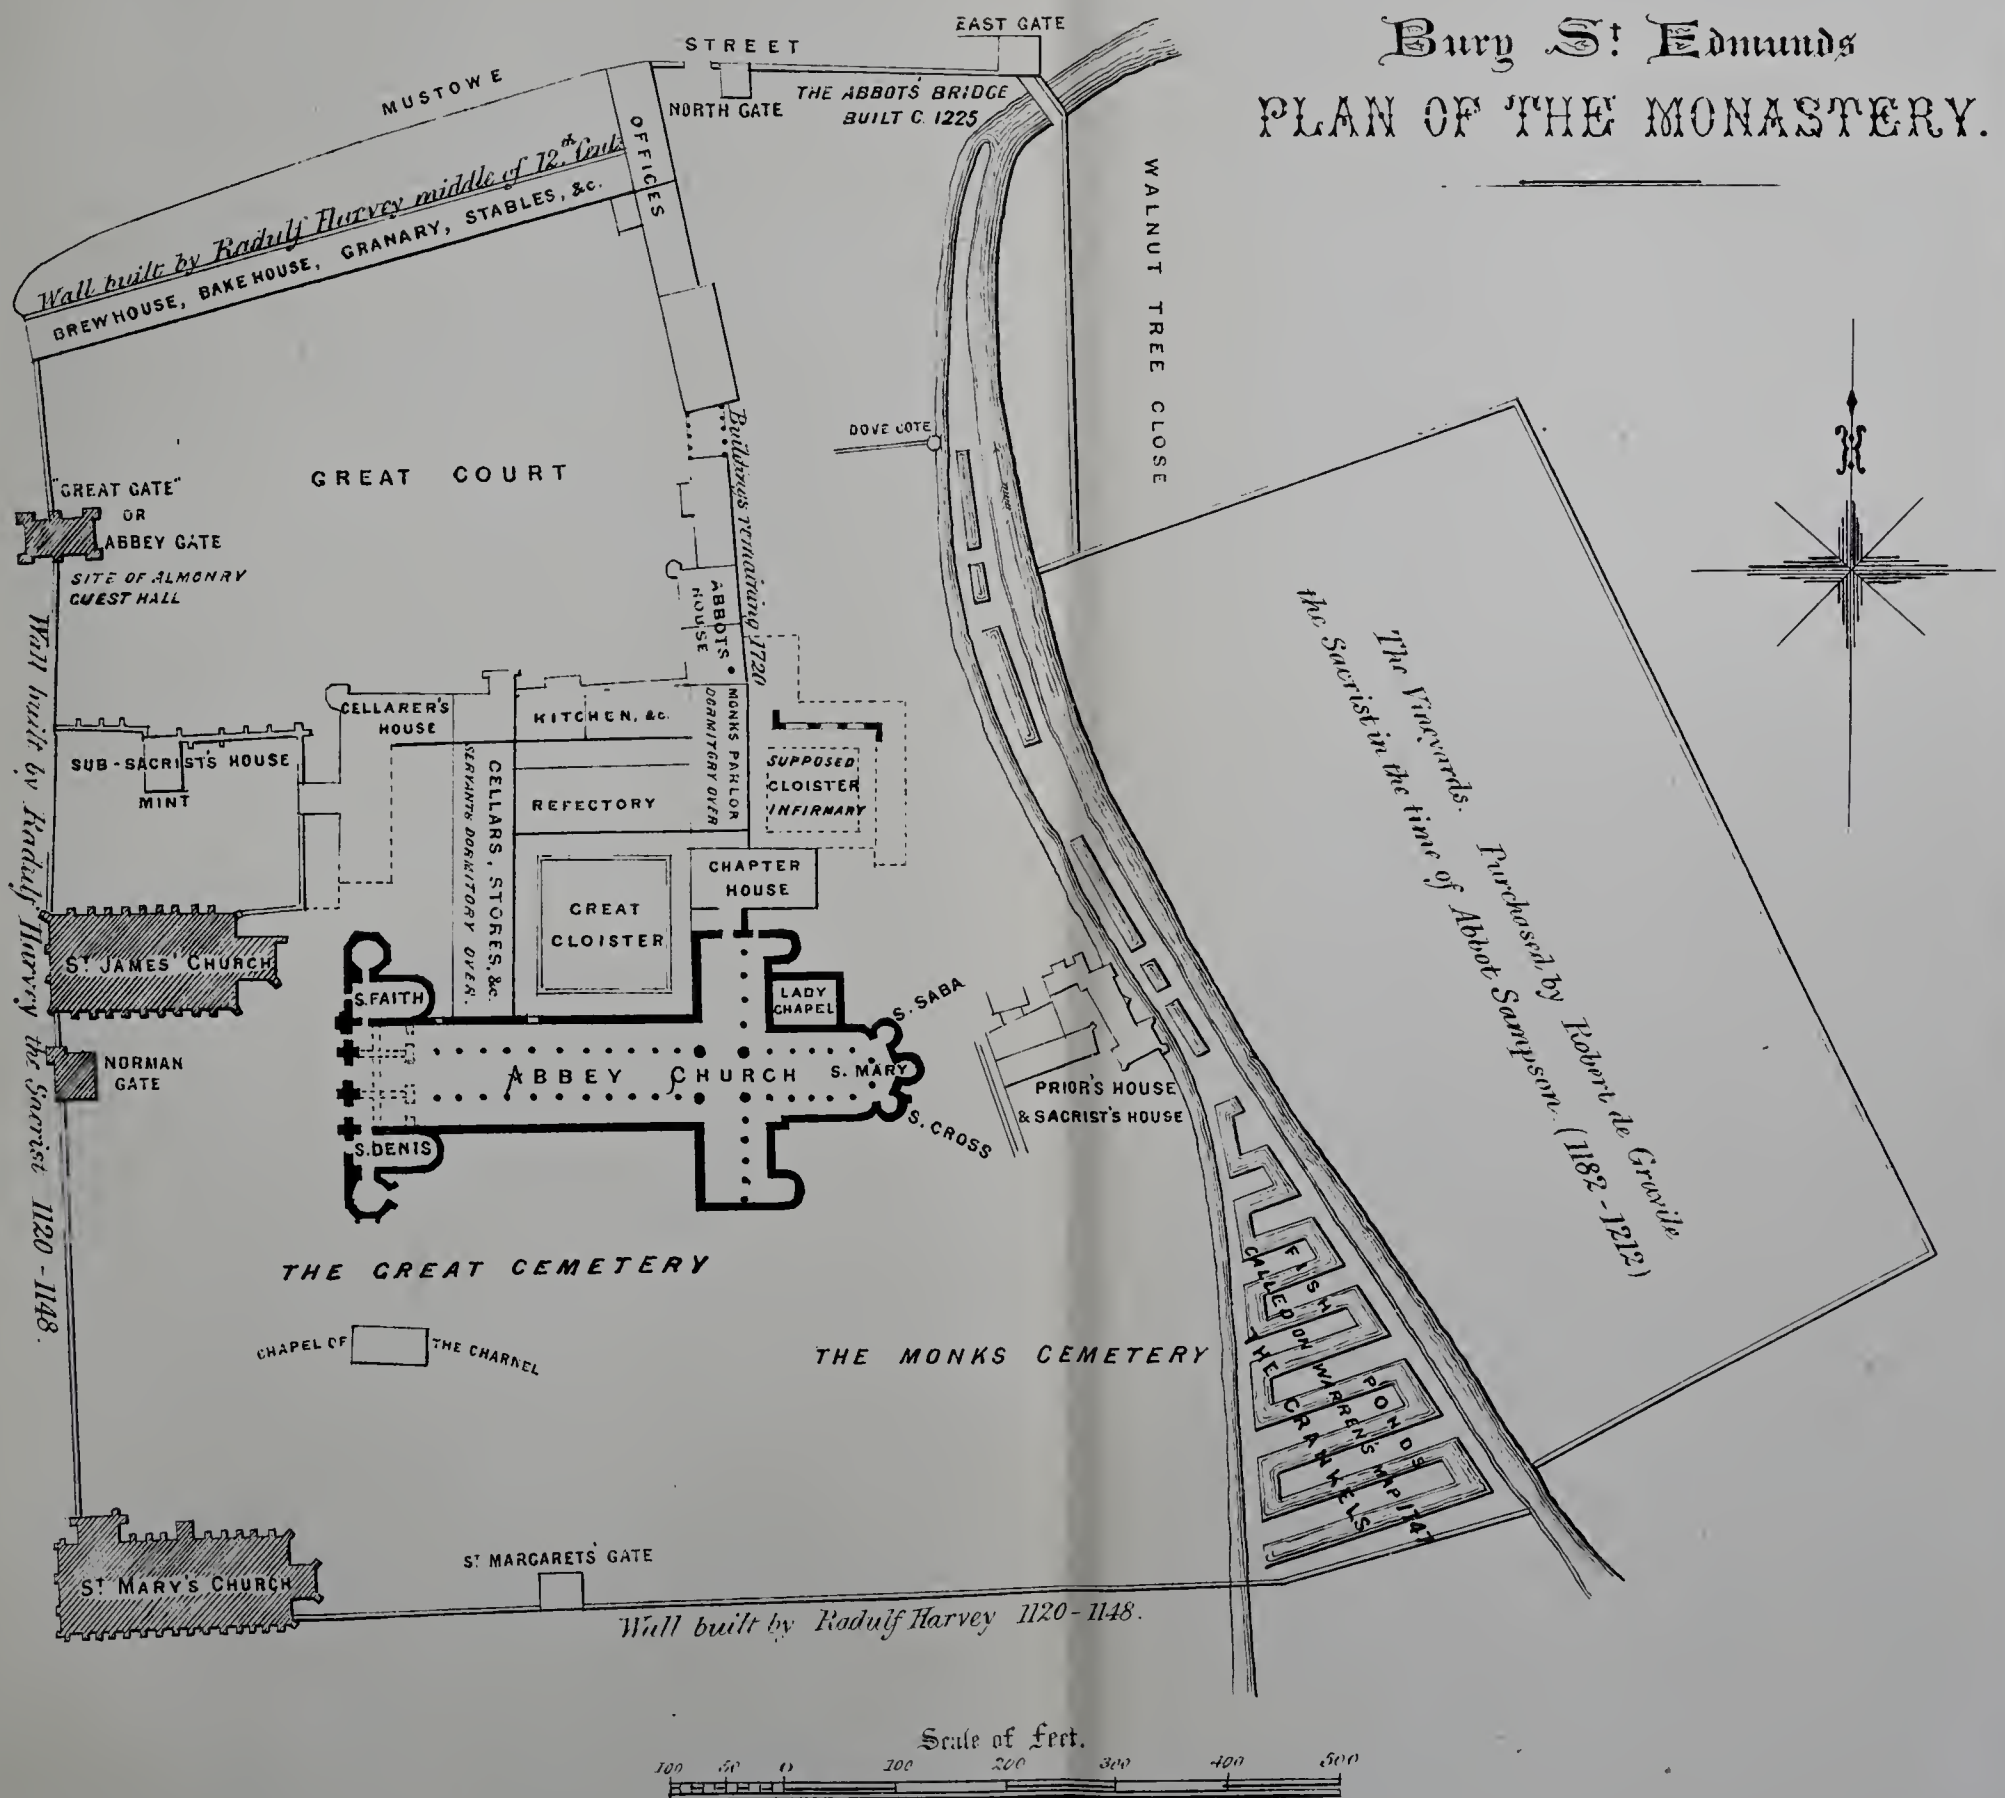 Bury St Edmunds
PLAN OF THE MONASTERY.
EAST GATE
MUSTOWE STREET
NORTH GATE
THE ABBOTS BRIDGE
BUILT C. 1225
OFFICES
Wall built by Radulf Harvey middle of 12th
BREWHOUSE, BAKEHOUSE, GRANARY, STABLES, &c.
WALNUT TREE CLOSE
DOVE COTE
GREAT COURT
"GREAT GATE"
OR
ABBEY GATE
SITE OF ALMONRY
GUEST HALL
Buildings remaining 1720
ABBOTS
HOUSE
Wall built by Radulf Harvey the Sacrist 1120-1148.
CELLARER'S
HOUSE
KITCHEN, &c.
MONKS PARLOR
DORMITORY OVER
SUB-SACRIST'S HOUSE
MINT
SUPPOSED
CLOISTER
INFIRMARY
CELLARS, STORES, &c.
SERVANTS DORMITORY OVER.
REFECTORY
CHAPTER
HOUSE
GREAT
CLOISTER
ST JAMES' CHURCH
S. FAITH
LADY
CHAPEL
S. SABA
NORMAN
GATE
ABBEY CHURCH
S. MARY
S. CROSS
S. DENIS
PRIOR'S HOUSE
& SACRIST'S HOUSE
The Vineyards. Purchased by Robert de Gravile
the Sacrist in the time of Abbot Sampson. (1182-1212)
THE GREAT CEMETERY
CHAPEL OF THE CHARNEL
THE MONKS CEMETERY
FISH PONDS
CALLED ON WARREN'S MAP 1747
THE CRANKELS
ST MARGARETS' GATE
ST MARY'S CHURCH
Wall built by Radulf Harvey 1120-1148.
Scale of feet.
100 50 0 100 200 300 400 500